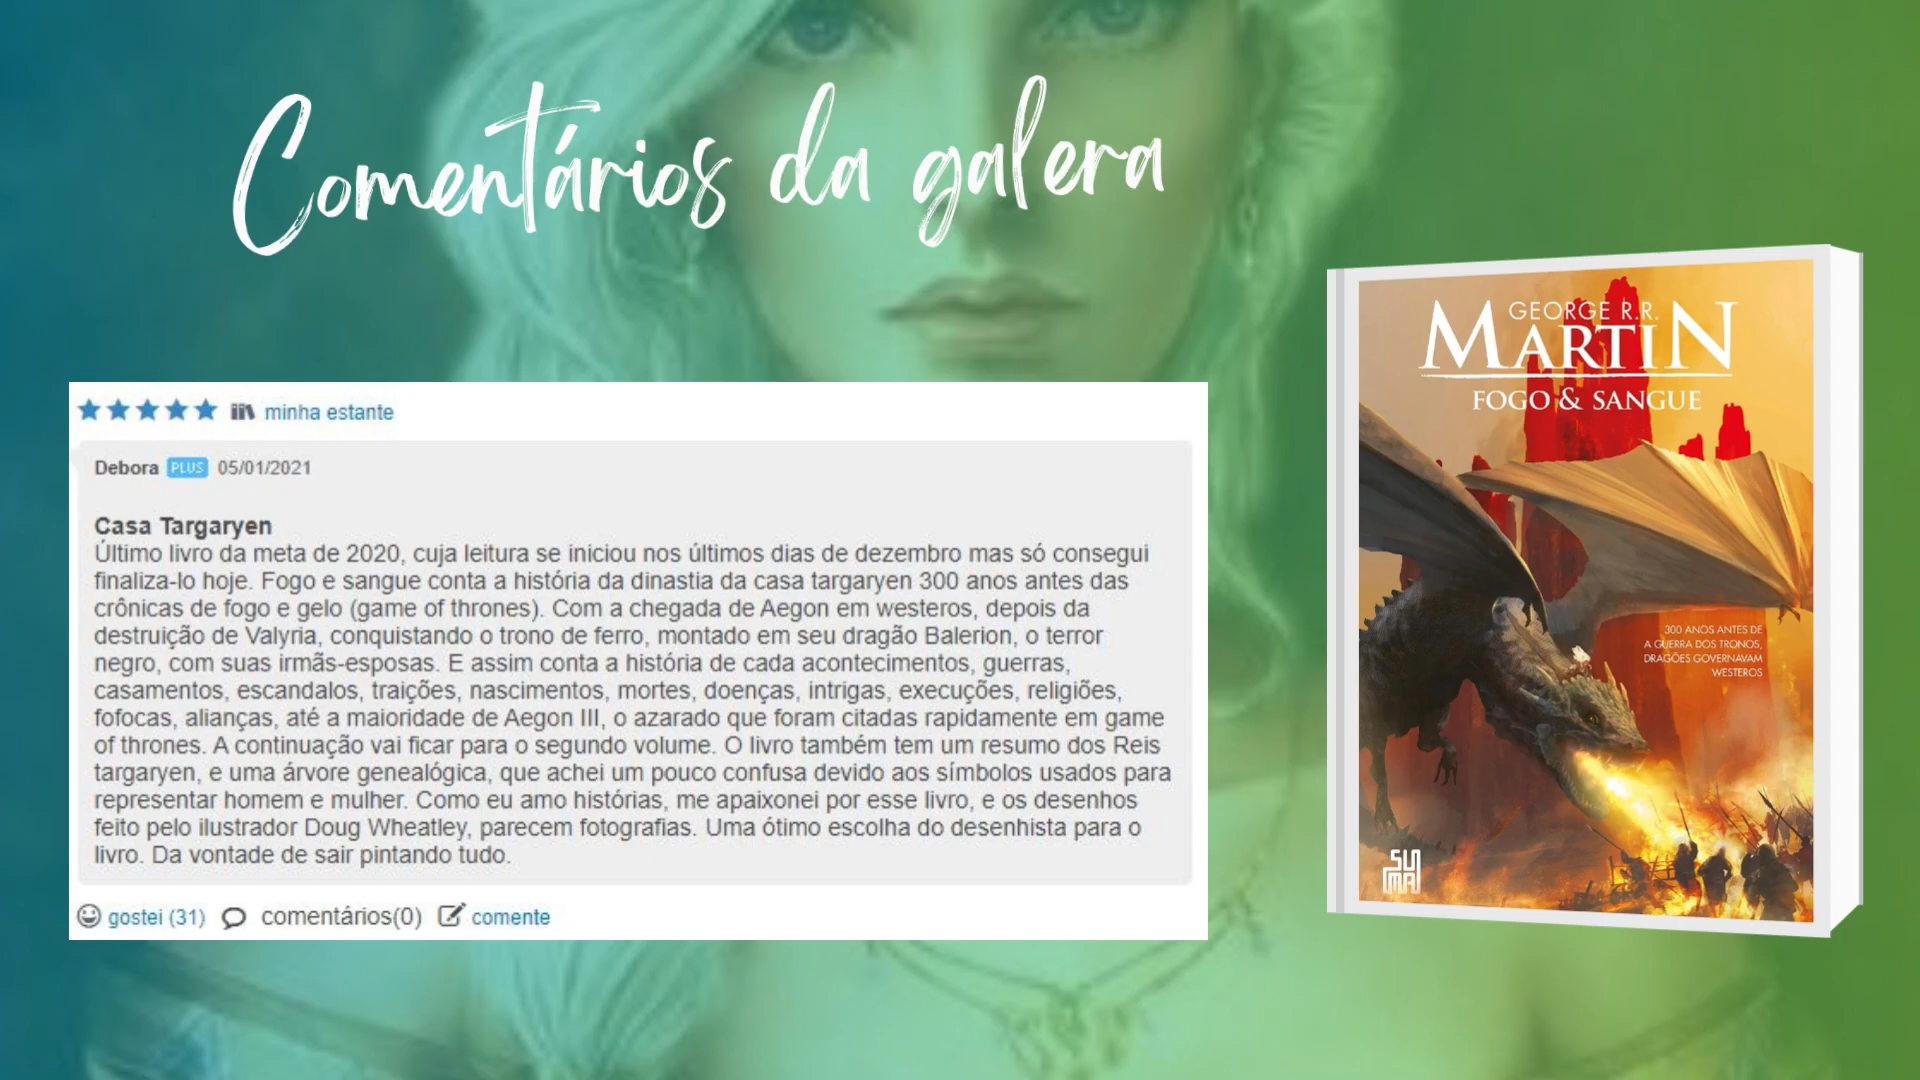 Comentários da galera
minha estante
Debora PLUS 05/01/2021
Casa Targaryen
Último livro da meta de 2020, cuja leitura se iniciou nos últimos dias de dezembro mas só consegui
finaliza-lo hoje. Fogo e sangue conta a história da dinastia da casa targaryen 300 anos antes das
crônicas de fogo e gelo (game of thrones). Com a chegada de Aegon em westeros, depois da
destruição de Valyria, conquistando o trono de ferro, montado em seu dragão Balerion, o terror
negro, com suas irmãs-esposas. E assim conta a história de cada acontecimentos, guerras,
casamentos, escandalos, traições, nascimentos, mortes, doenças, intrigas, execuções, religiões,
fofocas, alianças, até a maioridade de Aegon III, o azarado que foram citadas rapidamente em game
of thrones. A continuação vai ficar para o segundo volume. O livro também tem um resumo dos Reis
targaryen, e uma árvore genealógica, que achei um pouco confusa devido aos símbolos usados para
representar homem e mulher. Como eu amo histórias, me apaixonei por esse livro, e os desenhos
feito pelo ilustrador Doug Wheatley, parecem fotografias. Uma ótimo escolha do desenhista para o
livro. Da vontade de sair pintando tudo.
gostei (31) comentários(0) comente
GEORGE R.R.
MARTIN
FOGO & SANGUE
300 ANOS ANTES DE
A GUERRA DOS TRONOS,
DRAGÕES GOVERNAVAM
WESTEROS
SUMA